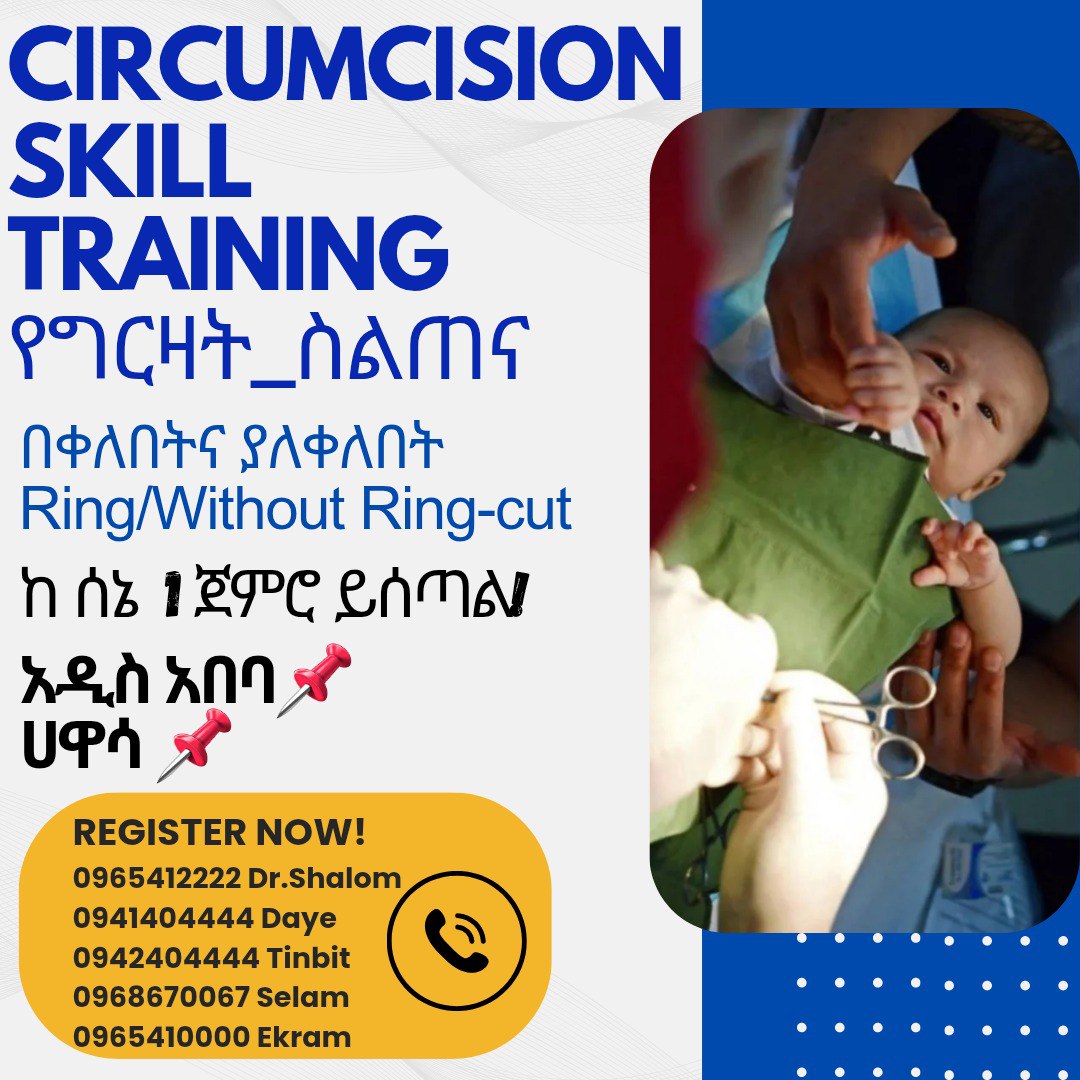 CIRCUMCISION
SKILL
TRAINING
የግርዛት_ስልጠና
በቀለበትና ያለቀለበት
Ring/Without Ring-cut
ከ ሰኔ 1 ጀምሮ ይሰጣል!
አዲስ አበባ
ሀዋሳ
REGISTER NOW!
0965412222 Dr.Shalom
0941404444 Daye
0942404444 Tinbit
0968670067 Selam
0965410000 Ekram